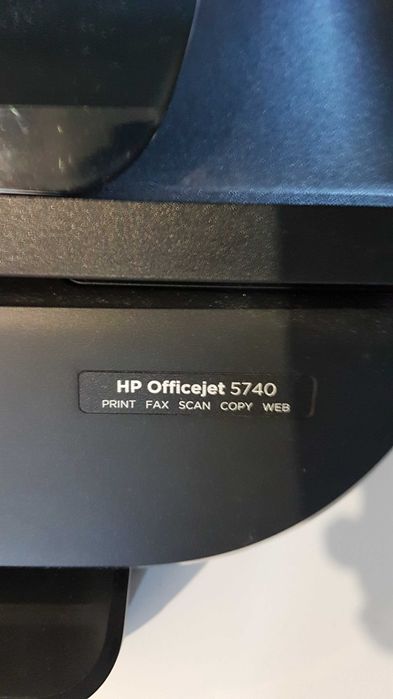 HP Officejet 5740
PRINT FAX SCAN COPY WEB